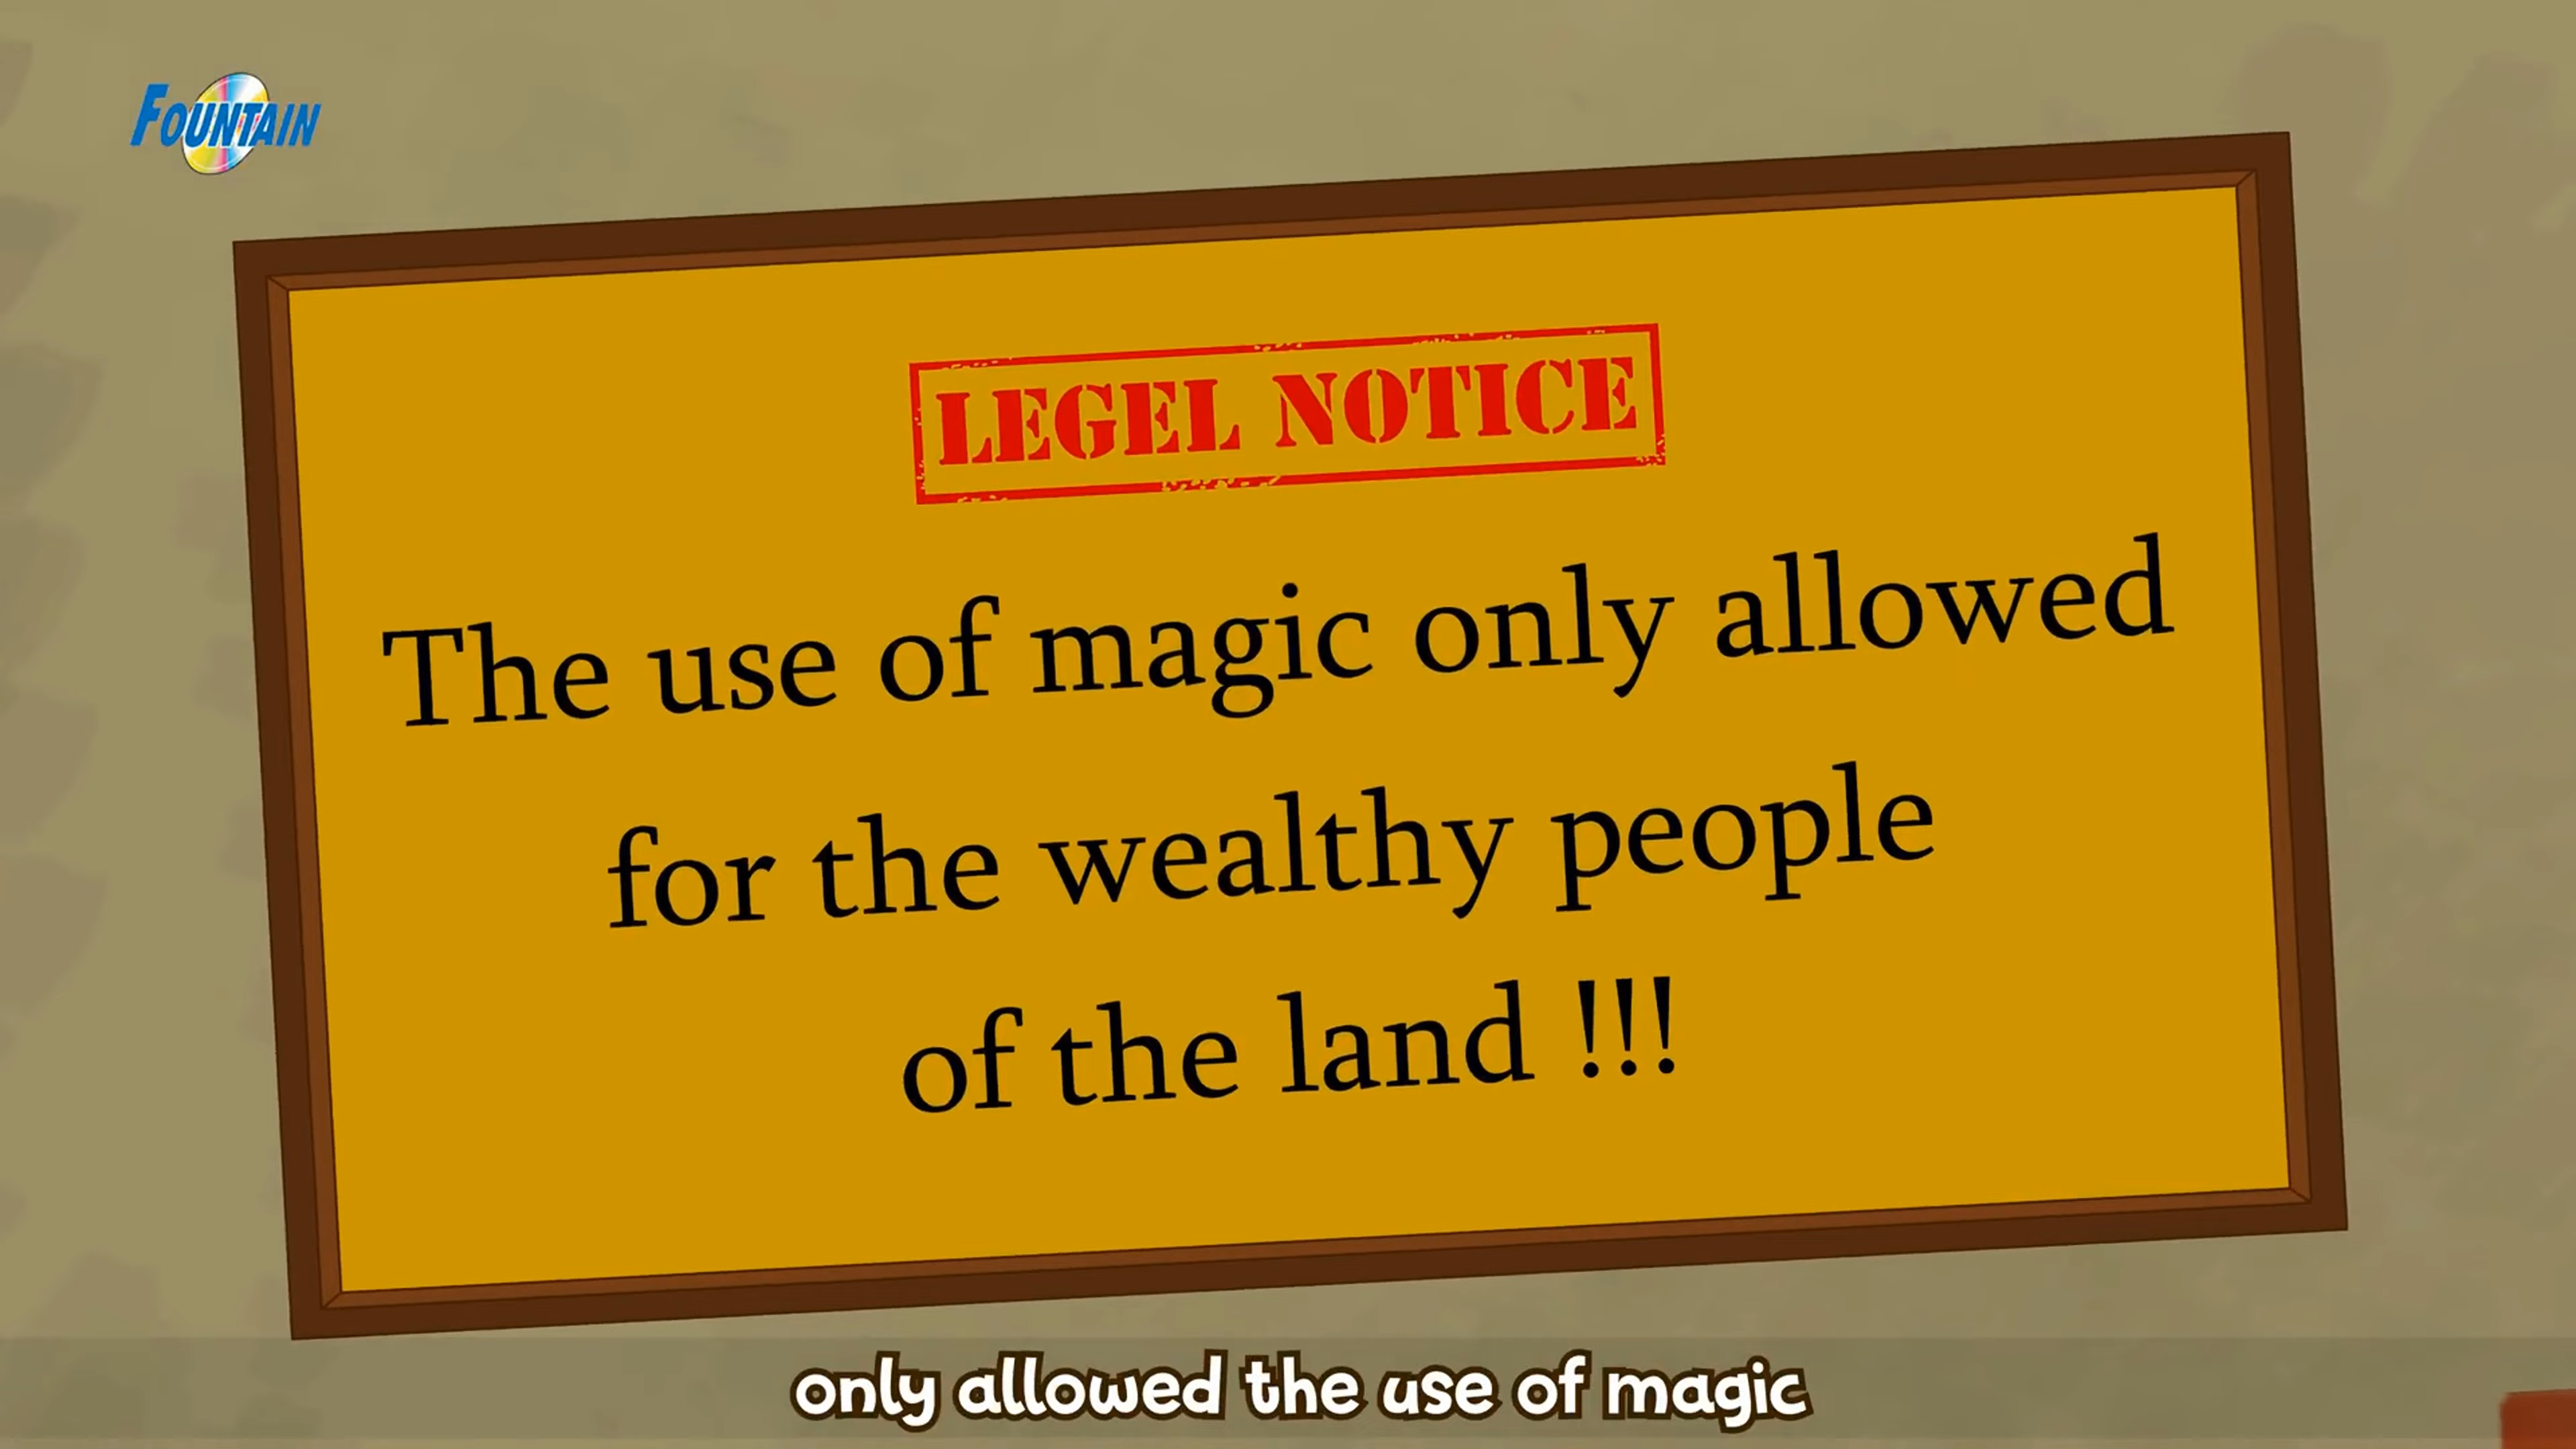 FOUNTAIN
LEGEL NOTICE
The use of magic only allowed
for the wealthy people
of the land !!!
only allowed the use of magic